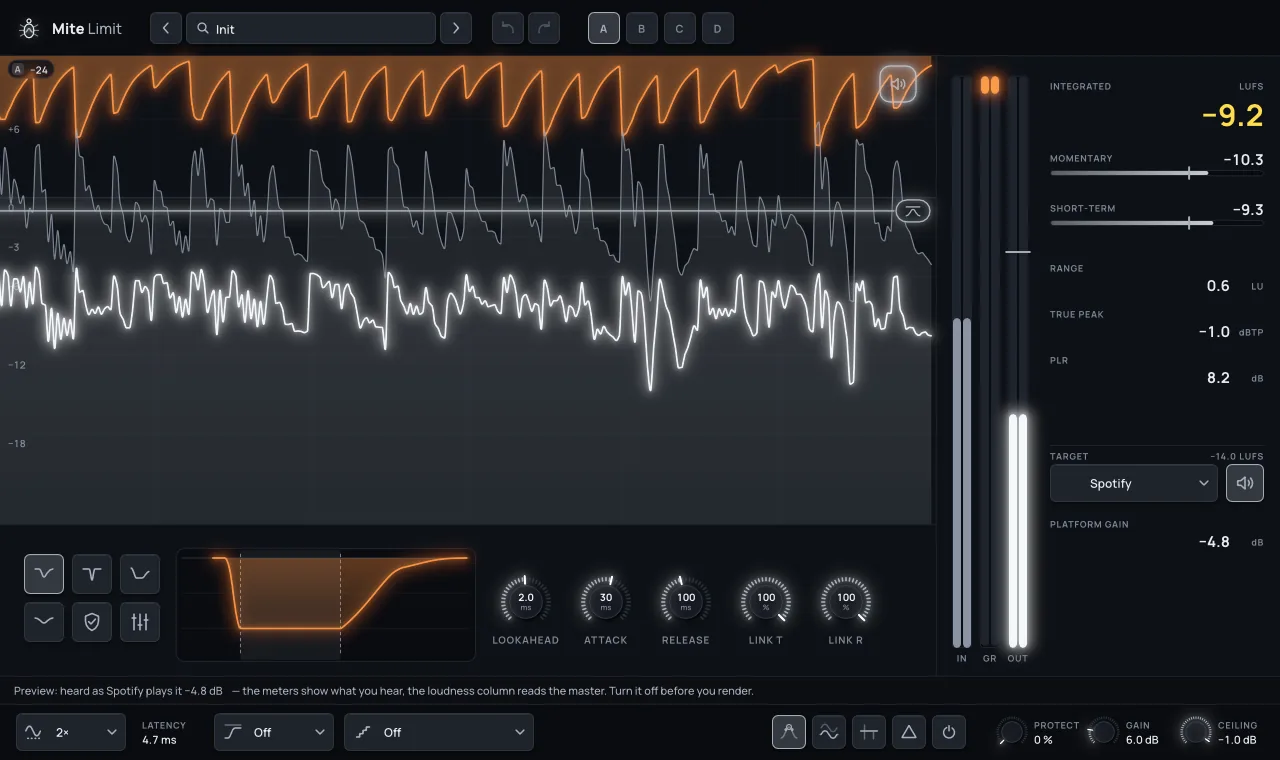 Mite Limit
Init
A B C D
A −24
+6
−3
−12
−18
INTEGRATED LUFS
−9.2
MOMENTARY −10.3
SHORT-TERM −9.3
RANGE
0.6 LU
TRUE PEAK
−1.0 dBTP
PLR
8.2 dB
TARGET −14.0 LUFS
Spotify
PLATFORM GAIN
−4.8 dB
IN GR OUT
2.0 ms
30 ms
100 ms
100 %
100 %
LOOKAHEAD ATTACK RELEASE LINK T LINK R
Preview: heard as Spotify plays it −4.8 dB — the meters show what you hear, the loudness column reads the master. Turn it off before you render.
2×
LATENCY
4.7 ms
Off
Off
PROTECT
0 %
GAIN
6.0 dB
CEILING
−1.0 dB